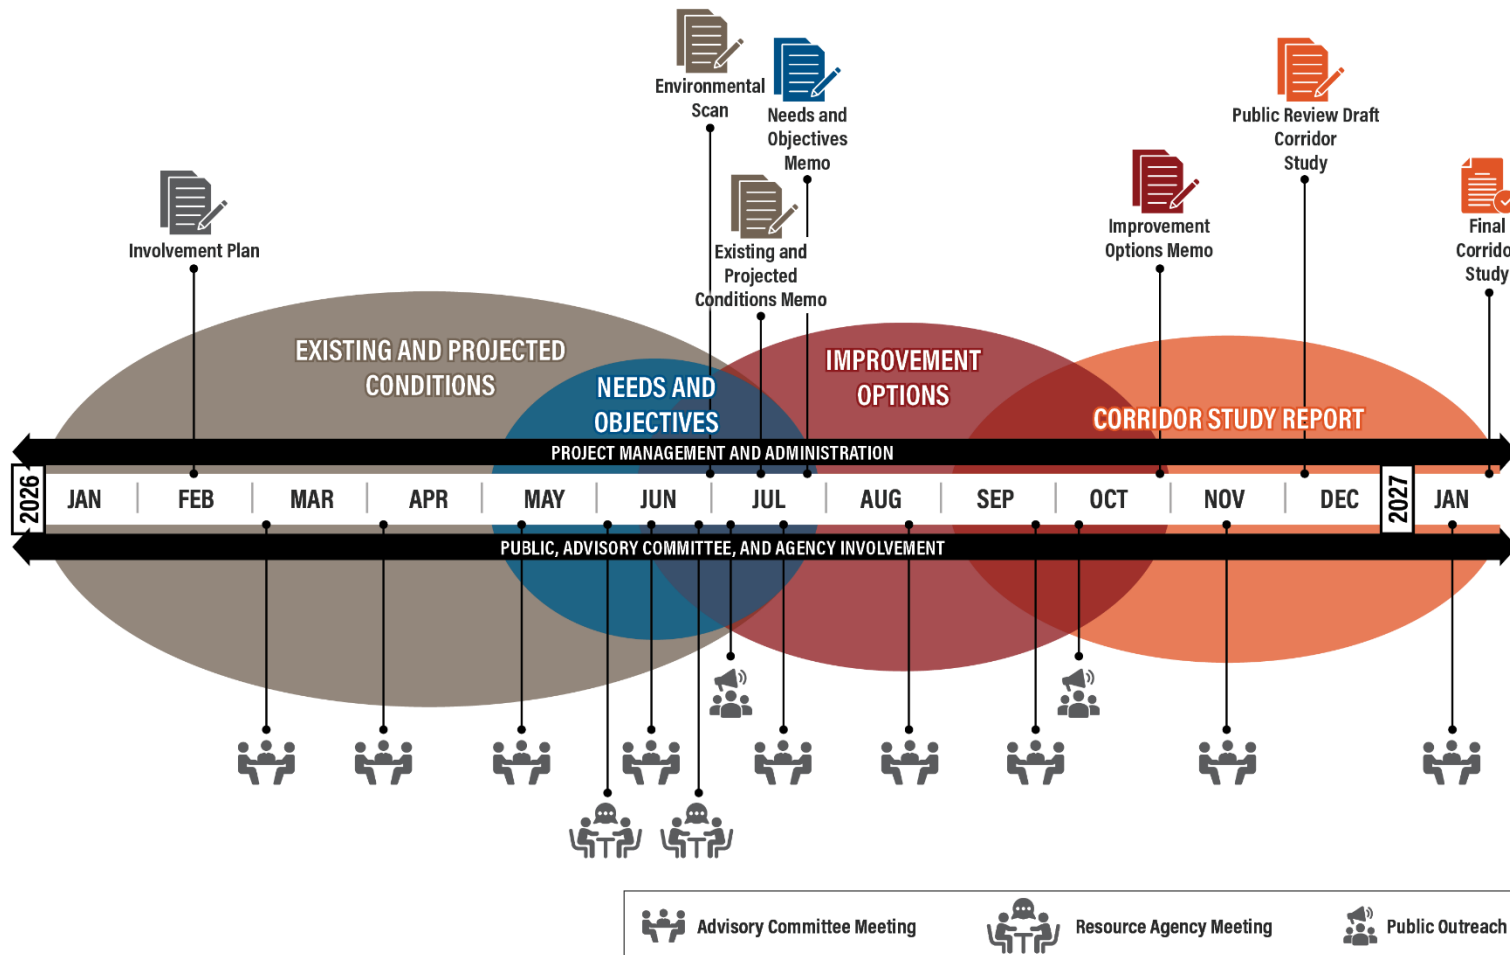 Environmental
Scan
Needs and
Objectives
Memo
Public Review Draft
Corridor
Study
Involvement Plan
Existing and
Projected
Conditions Memo
Improvement
Options Memo
Final
Corrido
Study
EXISTING AND PROJECTED
CONDITIONS
NEEDS AND
OBJECTIVES
IMPROVEMENT
OPTIONS
CORRIDOR STUDY REPORT
PROJECT MANAGEMENT AND ADMINISTRATION
2026
JAN
FEB
MAR
APR
MAY
JUN
JUL
AUG
SEP
OCT
NOV
DEC
2027
JAN
PUBLIC, ADVISORY COMMITTEE, AND AGENCY INVOLVEMENT
Advisory Committee Meeting
Resource Agency Meeting
Public Outreach